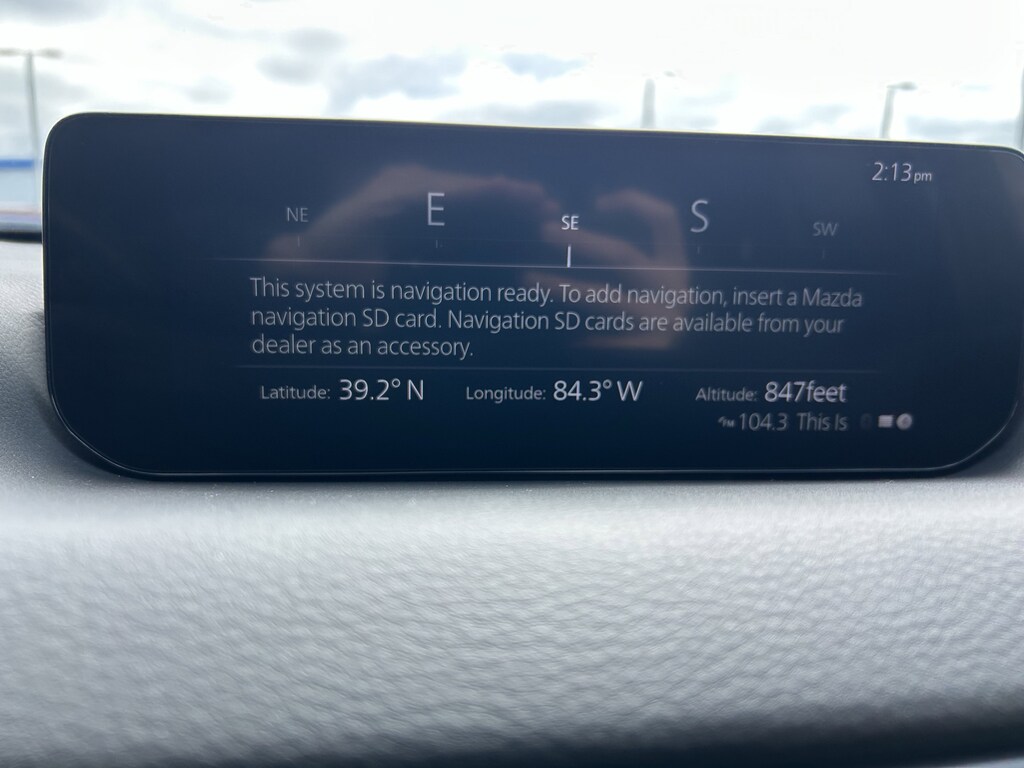 2:13pm
NE E SE S SW
This system is navigation ready. To add navigation, insert a Mazda
navigation SD card. Navigation SD cards are available from your
dealer as an accessory.
Latitude: 39.2° N Longitude: 84.3° W Altitude: 847feet
FM 104.3 This Is